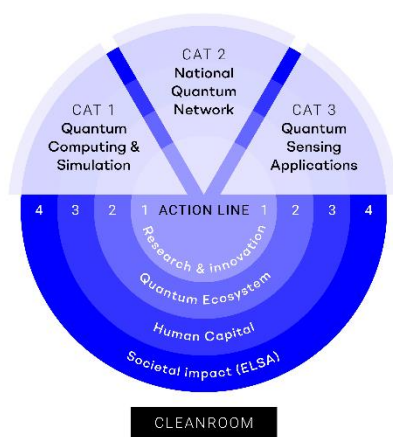 CAT 2
National
Quantum
Network
CAT 1
Quantum
Computing &
Simulation
CAT 3
Quantum
Sensing
Applications
4 3 2 1 ACTION LINE 1 2 3 4
Research & innovation
Quantum Ecosystem
Human Capital
Societal impact (ELSA)
CLEANROOM